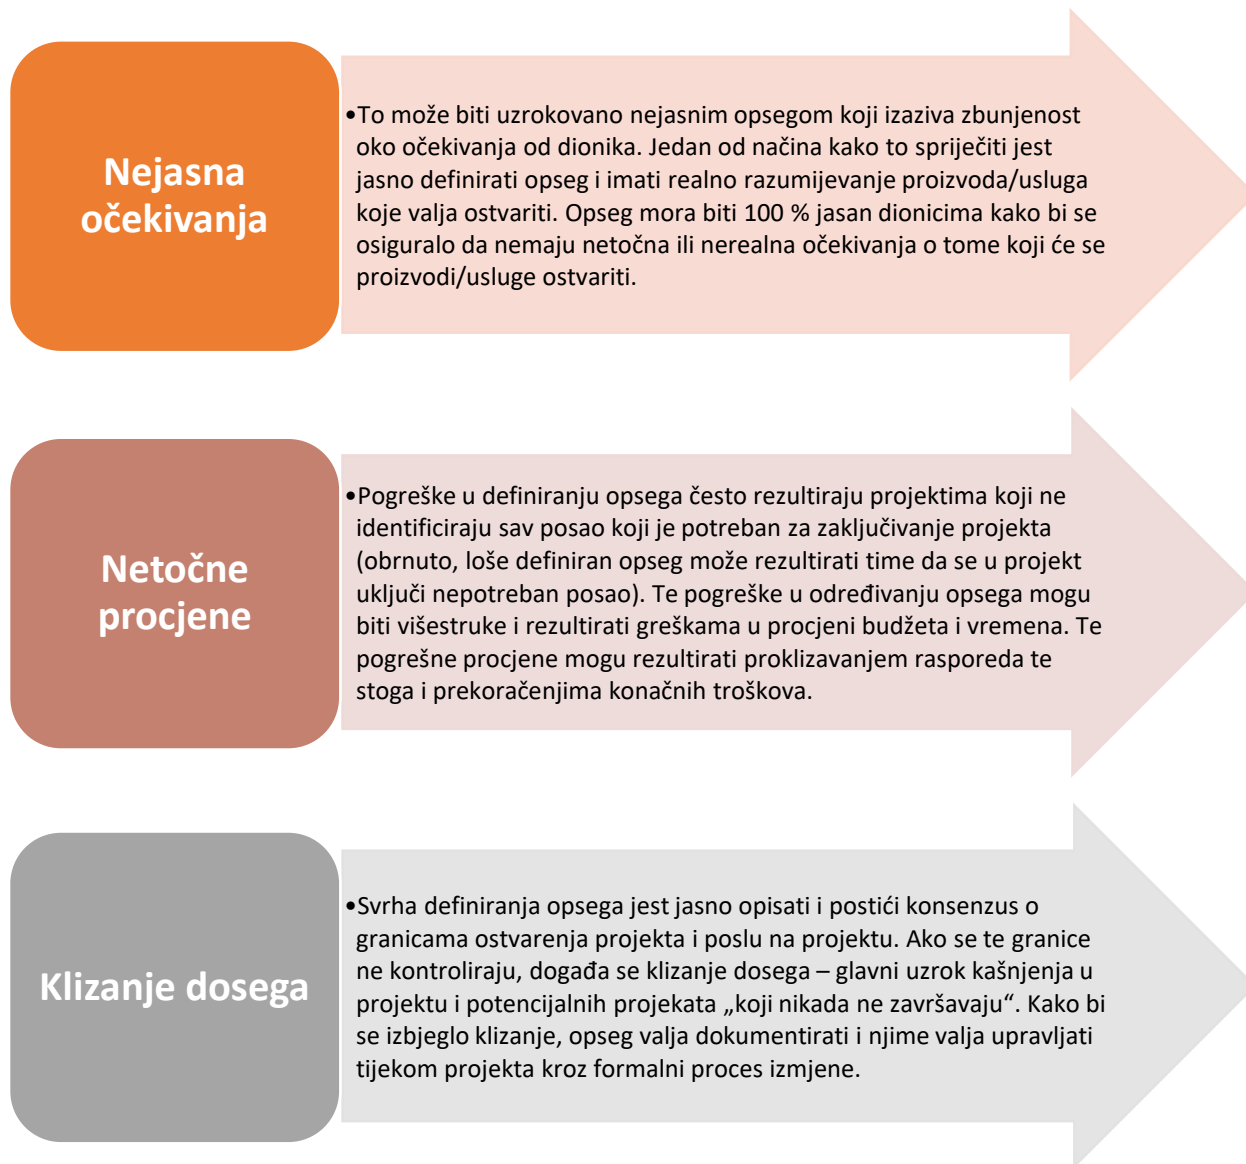 Nejasna
očekivanja
•To može biti uzrokovano nejasnim opsegom koji izaziva zbunjenost
oko očekivanja od dionika. Jedan od načina kako to spriječiti jest
jasno definirati opseg i imati realno razumijevanje proizvoda/usluga
koje valja ostvariti. Opseg mora biti 100 % jasan dionicima kako bi se
osiguralo da nemaju netočna ili nerealna očekivanja o tome koji će se
proizvodi/usluge ostvariti.
Netočne
procjene
•Pogreške u definiranju opsega često rezultiraju projektima koji ne
identificiraju sav posao koji je potreban za zaključivanje projekta
(obrnuto, loše definiran opseg može rezultirati time da se u projekt
uključi nepotreban posao). Te pogreške u određivanju opsega mogu
biti višestruke i rezultirati greškama u procjeni budžeta i vremena. Te
pogrešne procjene mogu rezultirati proklizavanjem rasporeda te
stoga i prekoračenjima konačnih troškova.
Klizanje dosega
•Svrha definiranja opsega jest jasno opisati i postići konsenzus o
granicama ostvarenja projekta i poslu na projektu. Ako se te granice
ne kontroliraju, događa se klizanje dosega – glavni uzrok kašnjenja u
projektu i potencijalnih projekata „koji nikada ne završavaju“. Kako bi
se izbjeglo klizanje, opseg valja dokumentirati i njime valja upravljati
tijekom projekta kroz formalni proces izmjene.